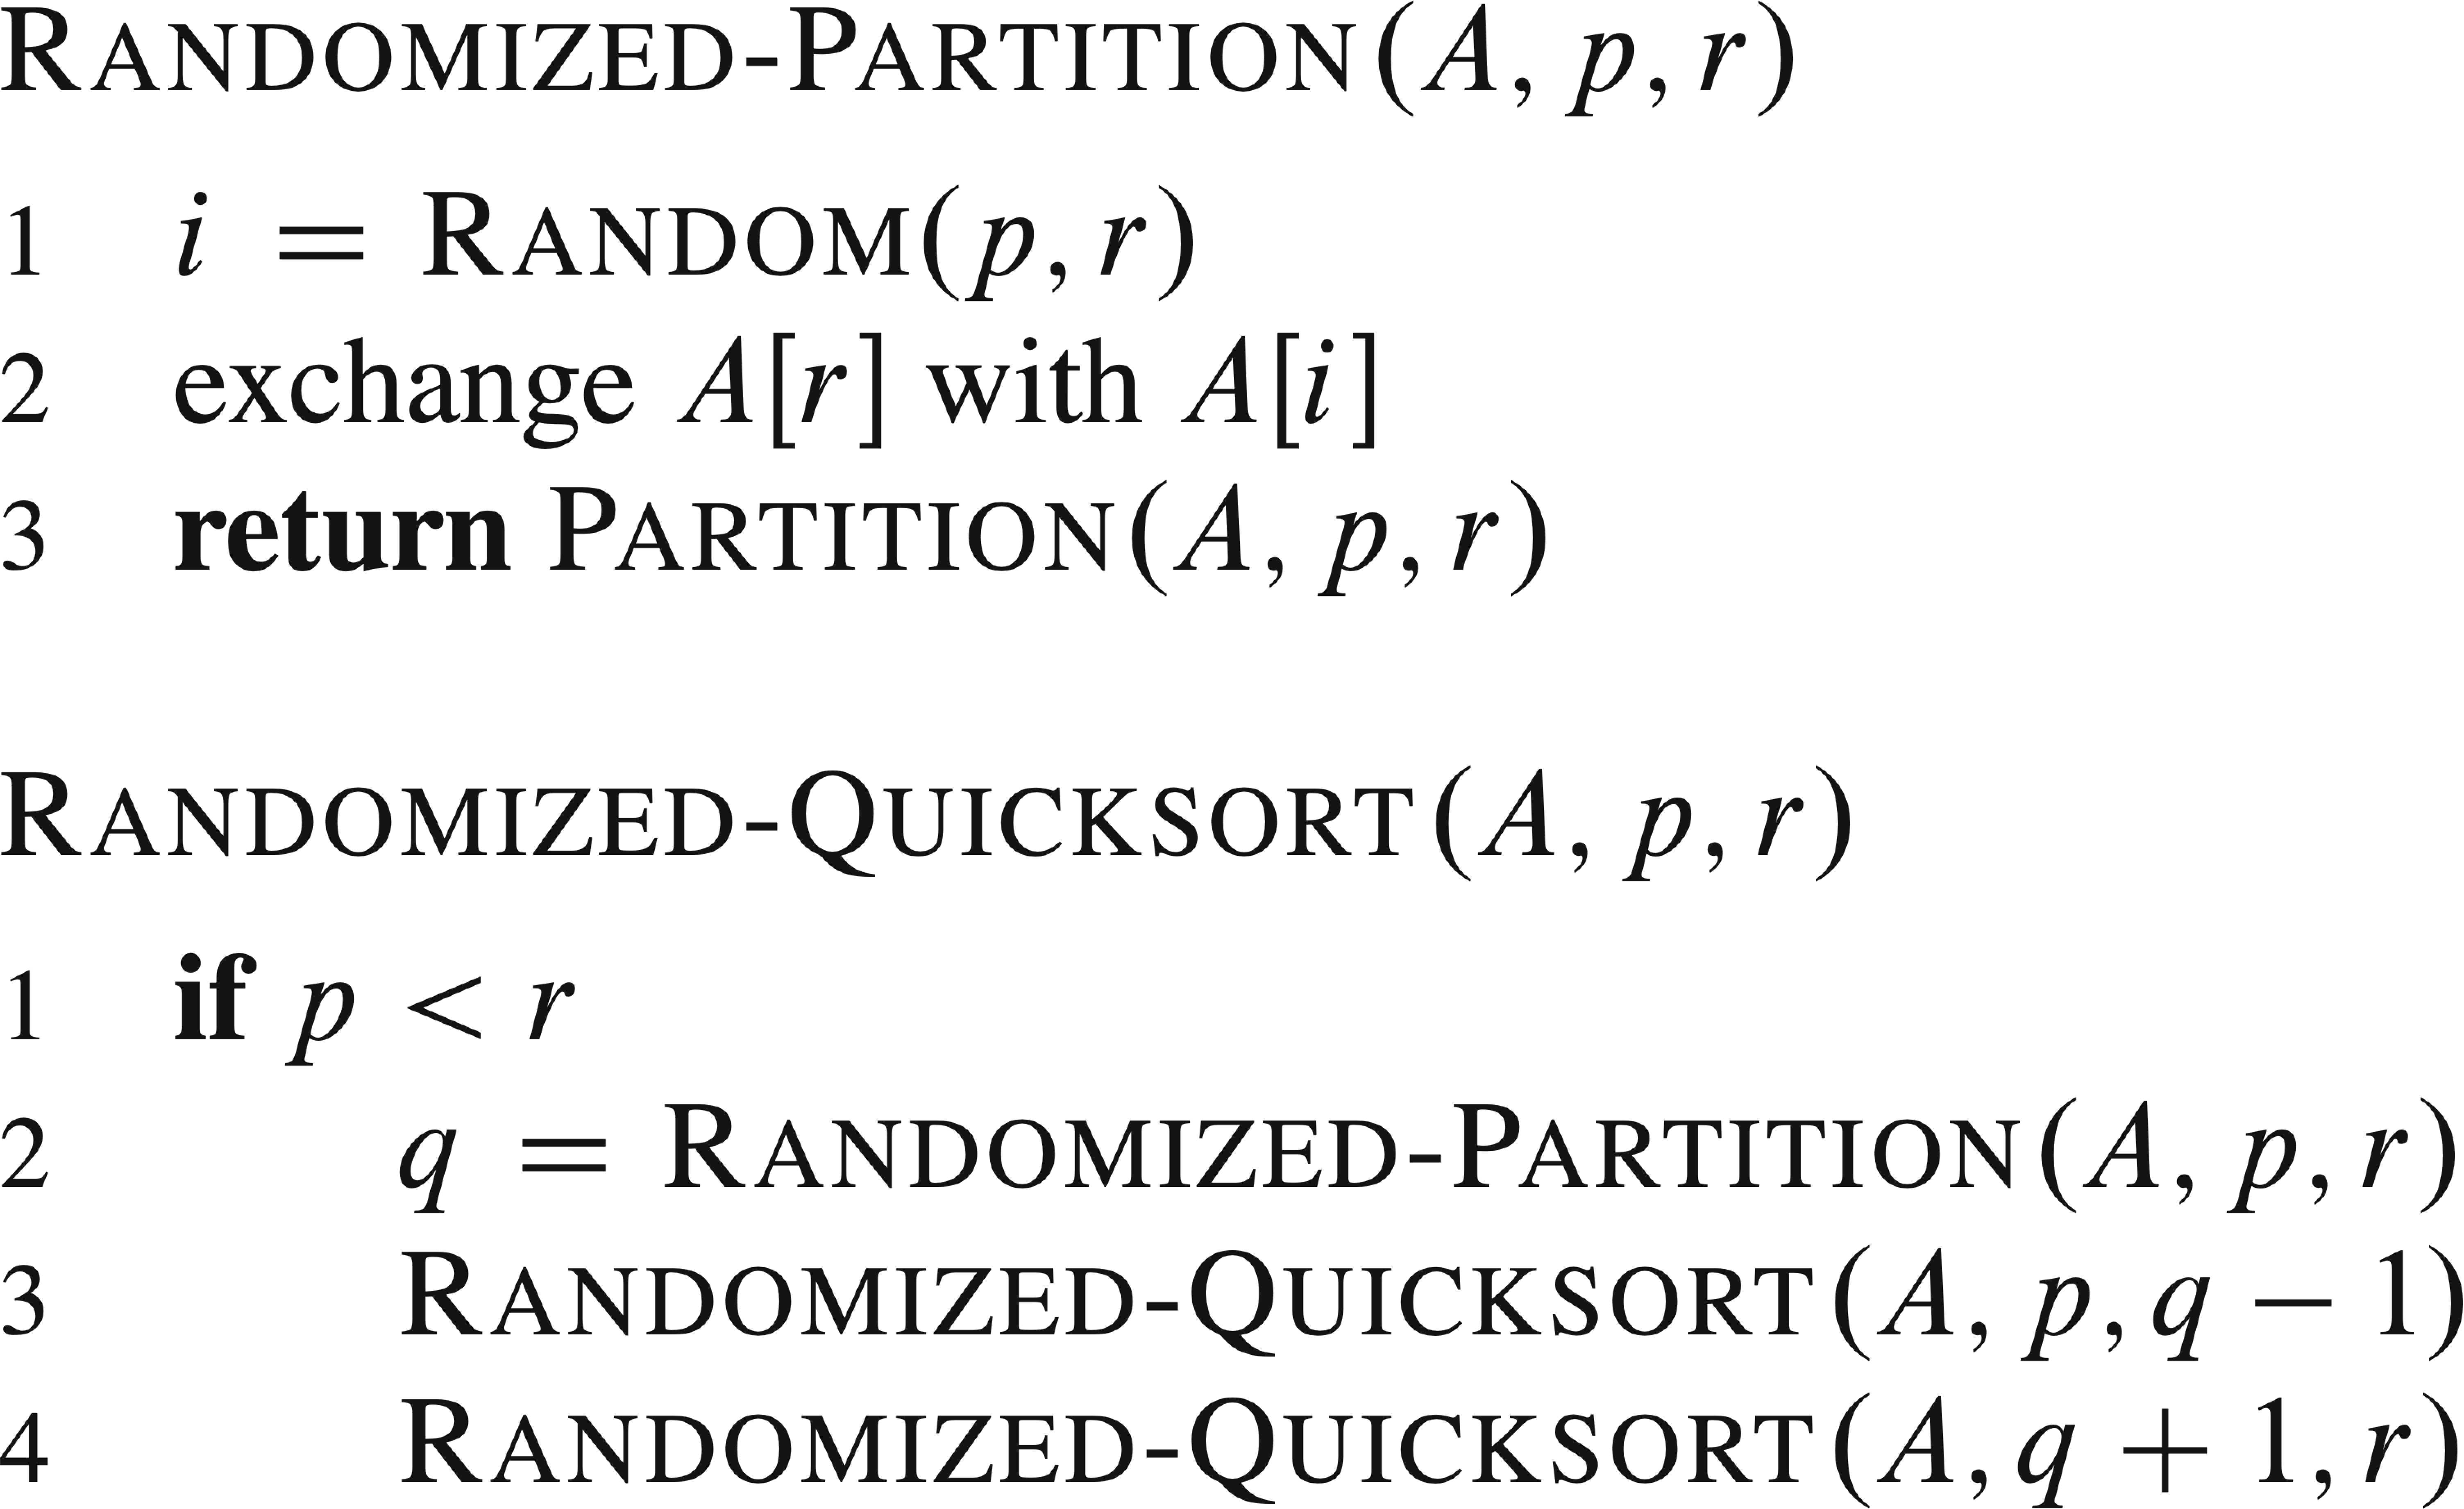 RANDOMIZED-PARTITION(A, p, r)
1 i = RANDOM(p, r)
2 exchange A[r] with A[i]
3 return PARTITION(A, p, r)
RANDOMIZED-QUICKSORT(A, p, r)
1 if p < r
2 q = RANDOMIZED-PARTITION(A, p, r)
3 RANDOMIZED-QUICKSORT(A, p, q − 1)
4 RANDOMIZED-QUICKSORT(A, q + 1, r)